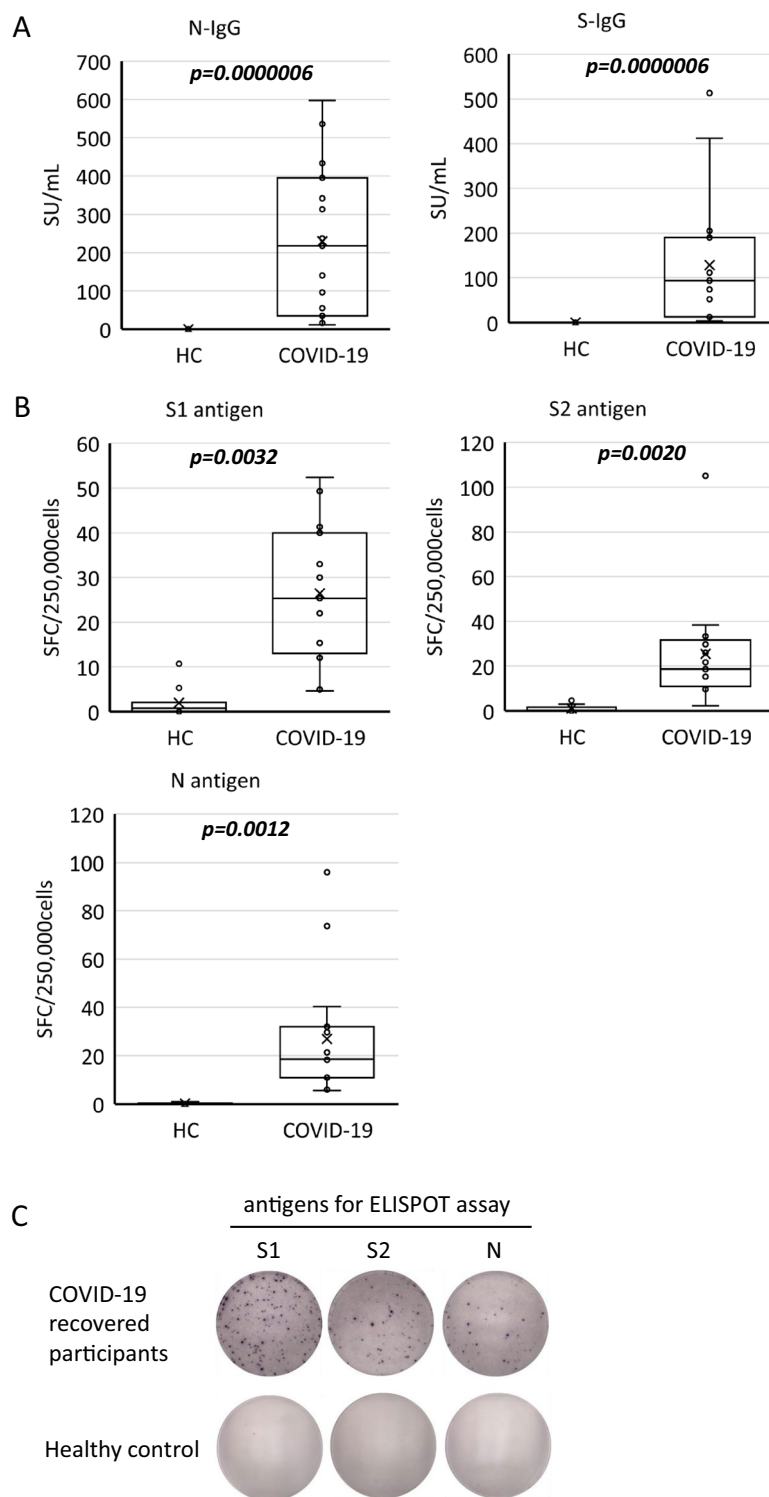 A
N-IgG
p=0.0000006
SU/mL
700
600
500
400
300
200
100
0
HC
COVID-19
S-IgG
p=0.0000006
SU/mL
600
500
400
300
200
100
0
HC
COVID-19
B
S1 antigen
p=0.0032
SFC/250,000cells
60
50
40
30
20
10
0
HC
COVID-19
S2 antigen
p=0.0020
SFC/250,000cells
120
100
80
60
40
20
0
HC
COVID-19
N antigen
p=0.0012
SFC/250,000cells
120
100
80
60
40
20
0
HC
COVID-19
C
antigens for ELISPOT assay
S1
S2
N
COVID-19
recovered
participants
Healthy control